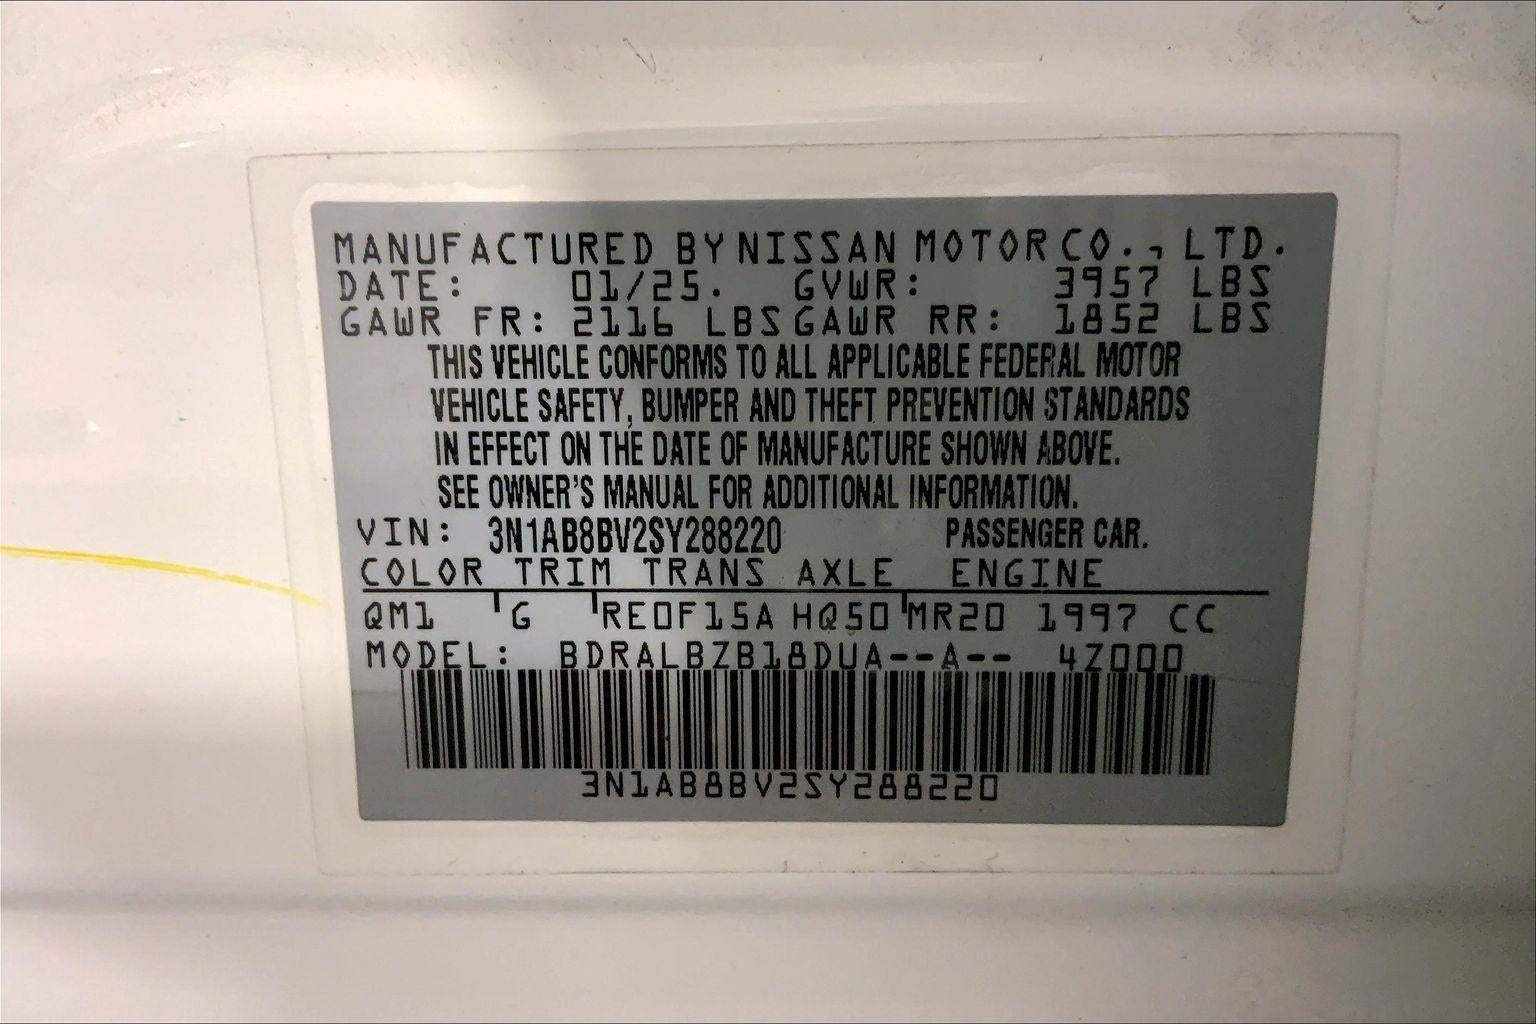 MANUFACTURED BY NISSAN MOTOR CO., LTD.
DATE: 01/25. GVWR: 3957 LBS
GAWR FR: 2116 LBS GAWR RR: 1852 LBS
THIS VEHICLE CONFORMS TO ALL APPLICABLE FEDERAL MOTOR
VEHICLE SAFETY, BUMPER AND THEFT PREVENTION STANDARDS
IN EFFECT ON THE DATE OF MANUFACTURE SHOWN ABOVE.
SEE OWNER'S MANUAL FOR ADDITIONAL INFORMATION.
VIN: 3N1AB8BV2SY288220 PASSENGER CAR.
COLOR TRIM TRANS AXLE ENGINE
QM1 G RE0F15A HQ50 MR20 1997 CC
MODEL: BDRALBZB18DUA--A-- 4Z000
3N1AB8BV2SY288220